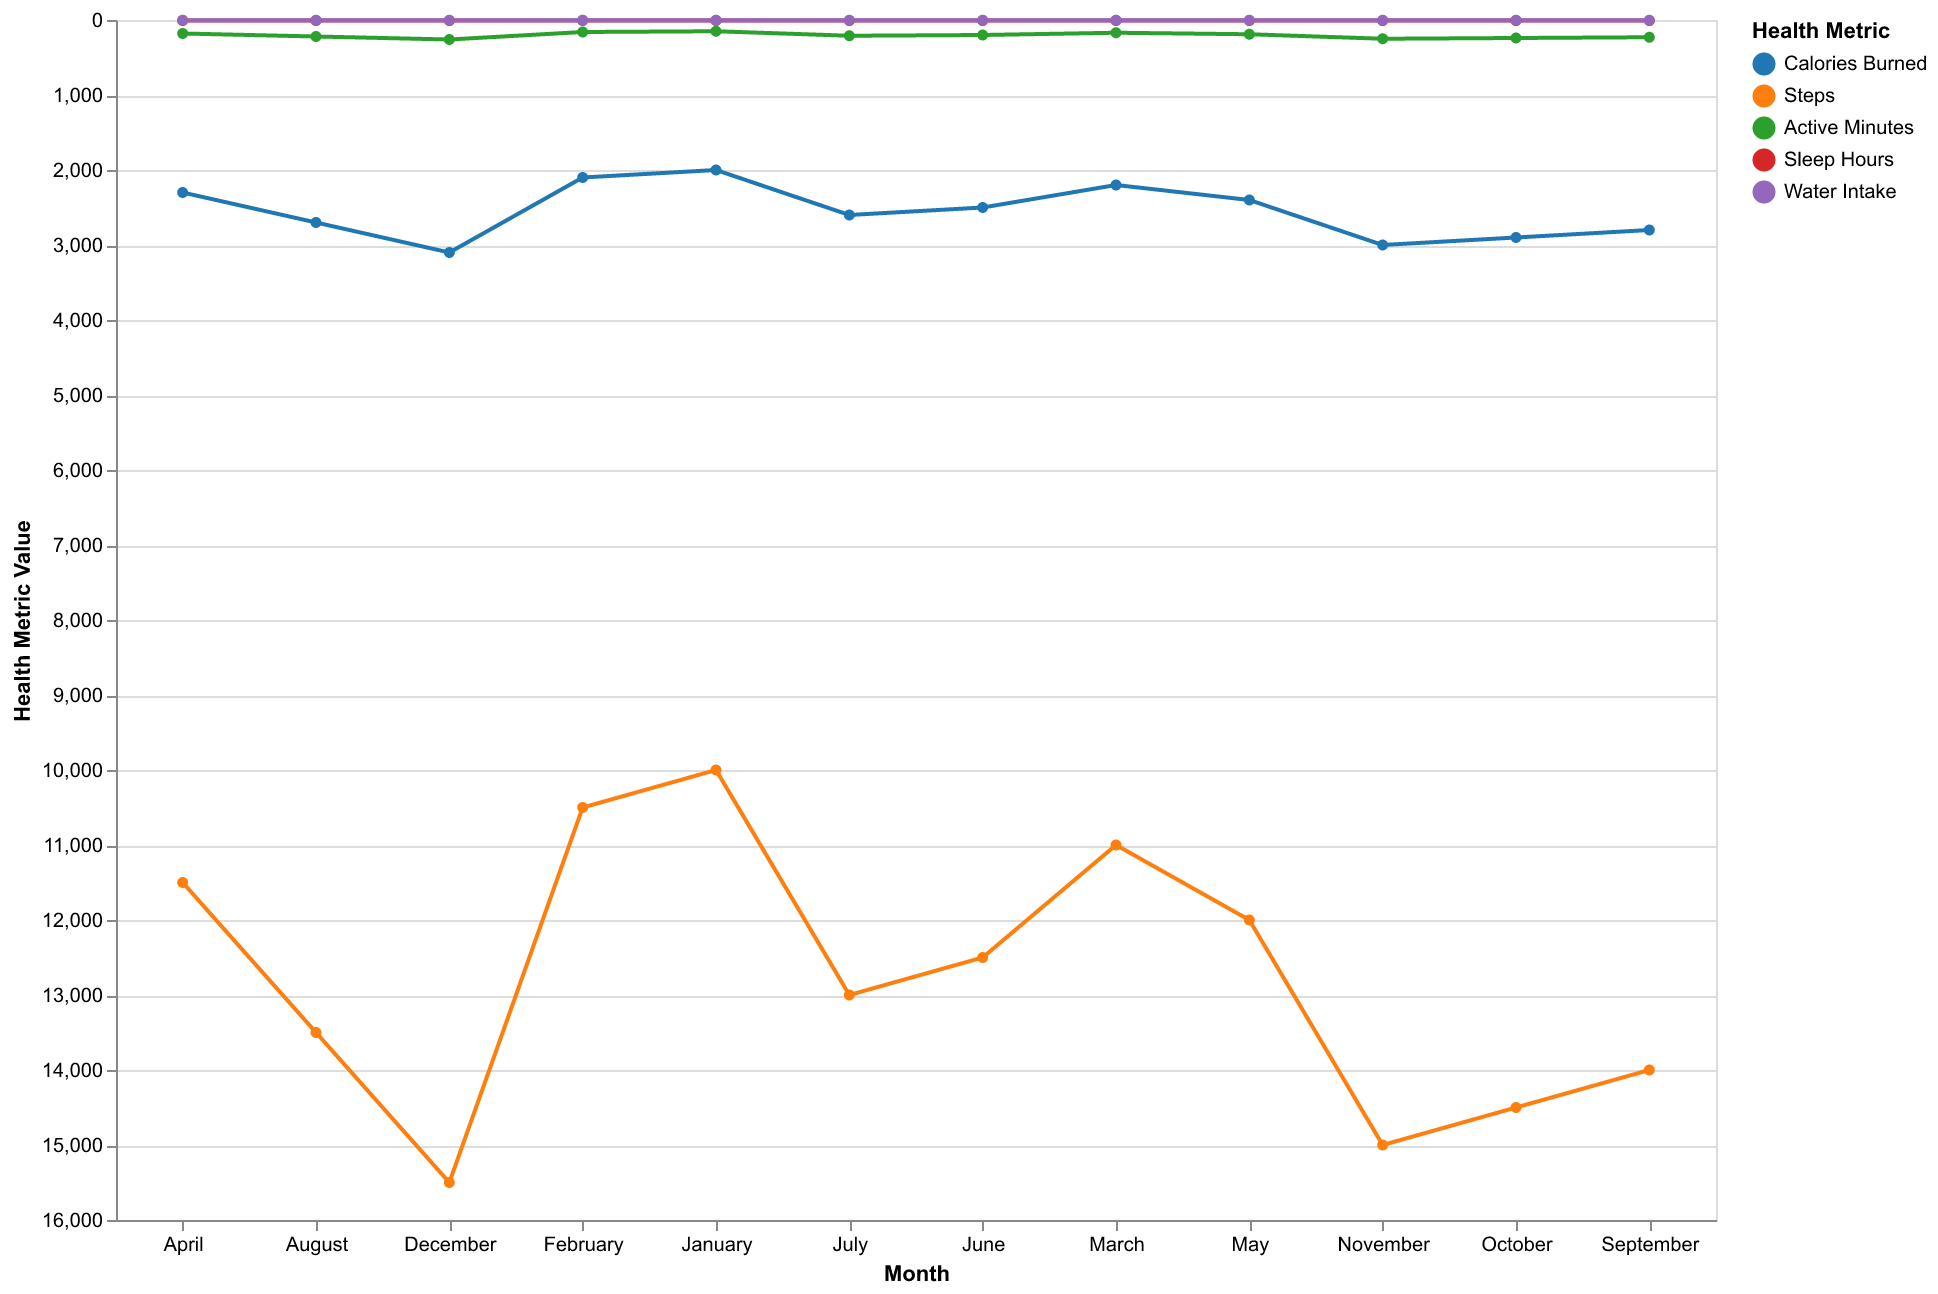 0
1,000
2,000
3,000
4,000
5,000
6,000
7,000
8,000
9,000
10,000
11,000
12,000
13,000
14,000
15,000
16,000
Health Metric Value
April August December February January July June March May November October September
Month
Health Metric
Calories Burned
Steps
Active Minutes
Sleep Hours
Water Intake